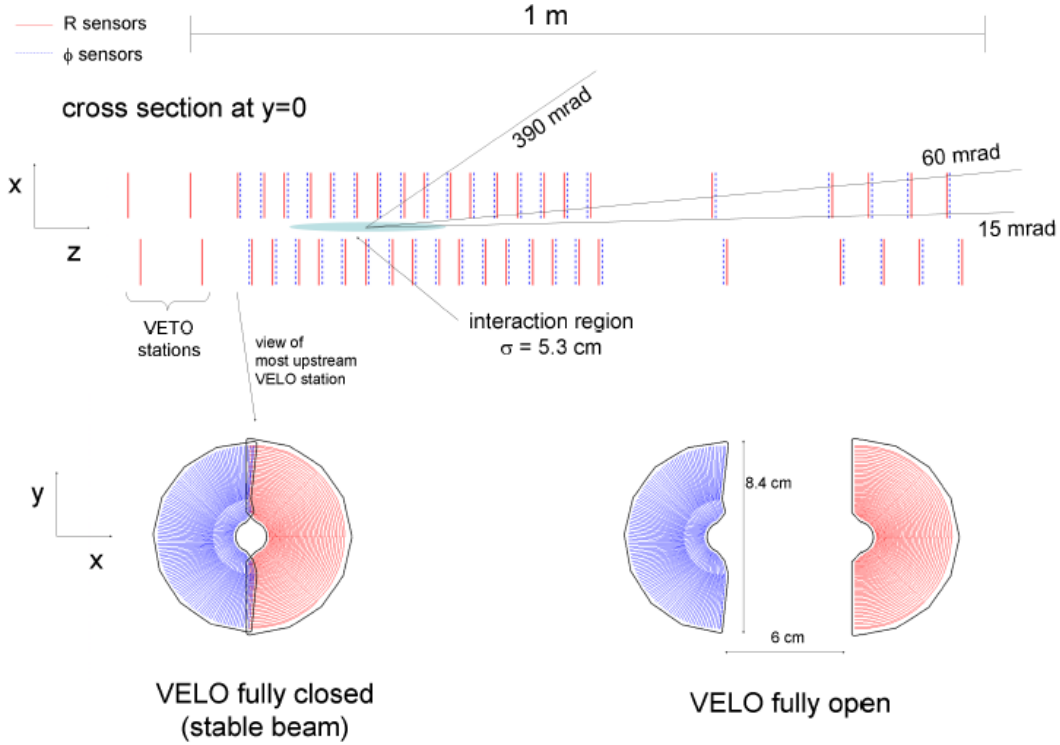 R sensors
ϕ sensors
1 m
cross section at y=0
390 mrad
60 mrad
15 mrad
x
z
VETO
stations
view of
most upstream
VELO station
interaction region
σ = 5.3 cm
y
x
8.4 cm
6 cm
VELO fully closed
(stable beam)
VELO fully open